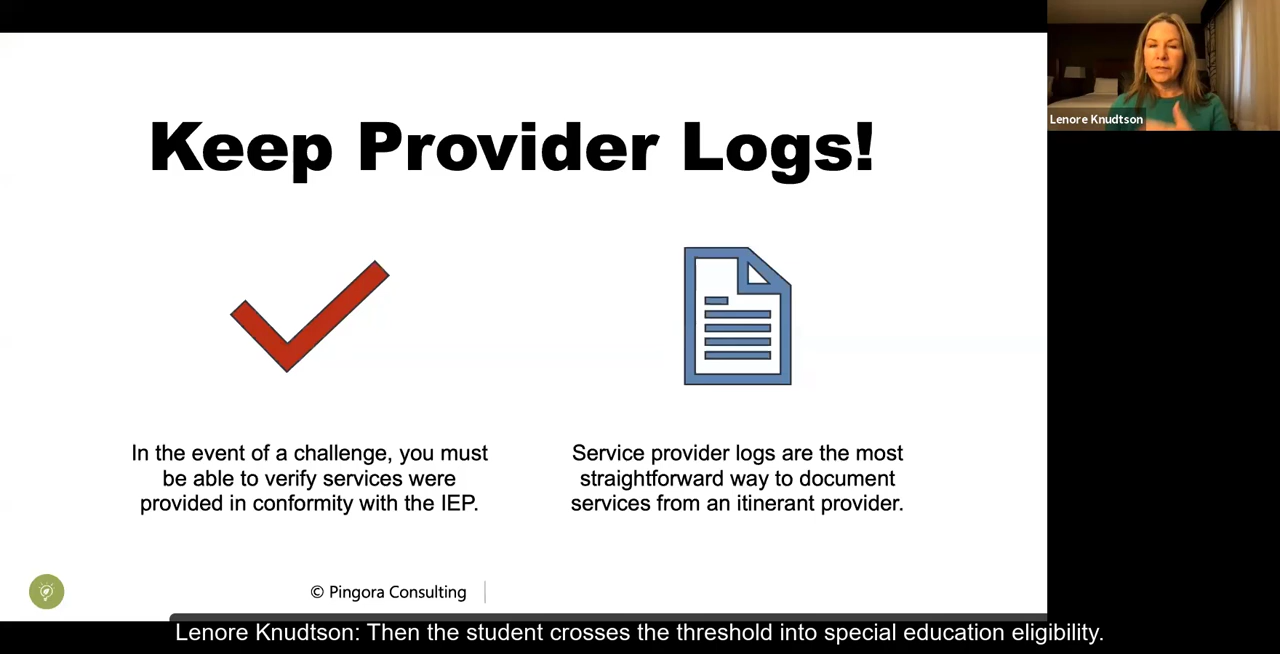 Keep Provider Logs!
In the event of a challenge, you must
be able to verify services were
provided in conformity with the IEP.
Service provider logs are the most
straightforward way to document
services from an itinerant provider.
© Pingora Consulting
Lenore Knudtson
Lenore Knudtson: Then the student crosses the threshold into special education eligibility.